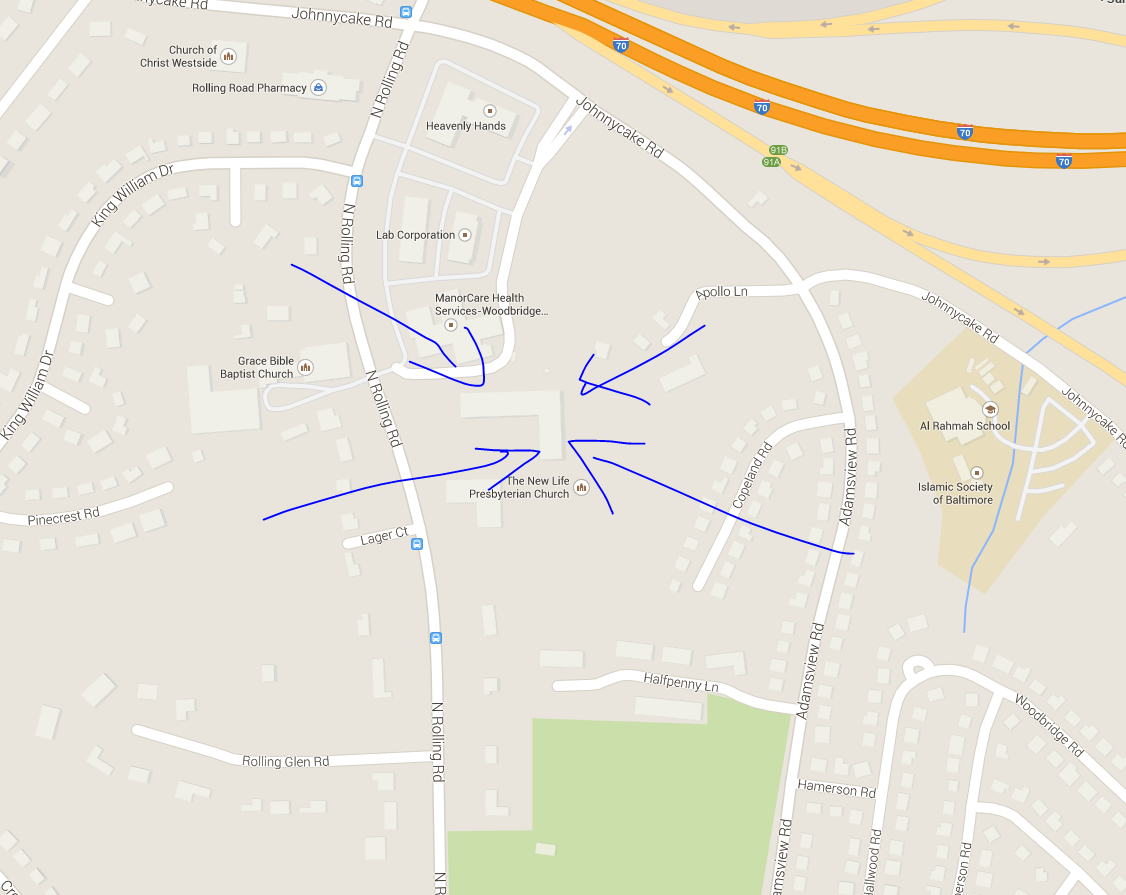 Johnnycake Rd
Johnnycake Rd
70
Church of
Christ Westside
Rolling Road Pharmacy
N Rolling Rd
Heavenly Hands
Johnnycake Rd
70
70
70
91B
91A
King William Dr
N Rolling Rd
Lab Corporation
ManorCare Health
Services-Woodbridge...
Apollo Ln
Johnnycake Rd
Grace Bible
Baptist Church
King William Dr
N Rolling Rd
Johnnycake Rd
Al Rahmah School
Islamic Society
of Baltimore
Copeland Rd
Adamsview Rd
The New Life
Presbyterian Church
Pinecrest Rd
Lager Ct
Adamsview Rd
Halfpenny Ln
Woodbridge Rd
N Rolling Rd
Rolling Glen Rd
Hamerson Rd